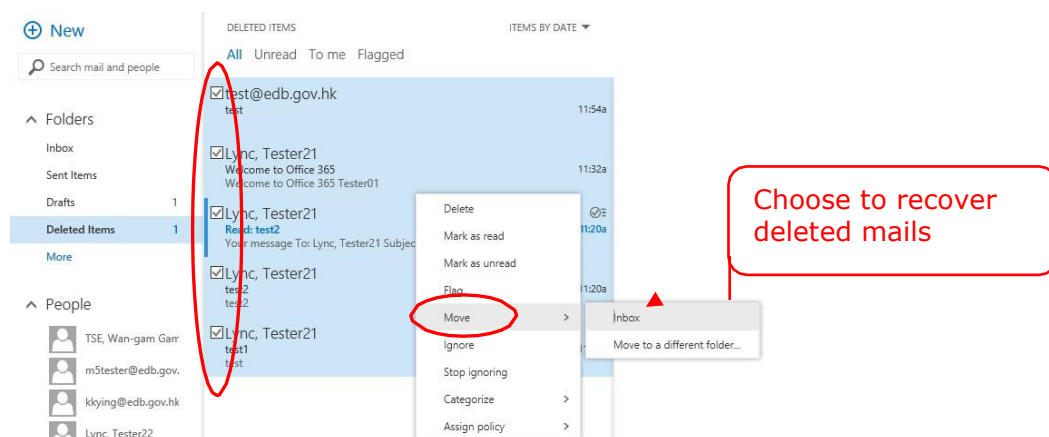 New
Search mail and people
Folders
Inbox
Sent Items
Drafts 1
Deleted Items 1
More
People
TSE, Wan-gam Gam
m5tester@edb.gov.
kkying@edb.gov.hk
Lync, Tester22
DELETED ITEMS ITEMS BY DATE
All Unread To me Flagged
test@edb.gov.hk
test 11:54a
Lync, Tester21
Welcome to Office 365 11:32a
Welcome to Office 365 Tester01
Lync, Tester21
Read: test2 11:20a
Your message To: Lync, Tester21 Subjec
Lync, Tester21
test2 11:20a
test2
Lync, Tester21
test1
test
Delete
Mark as read
Mark as unread
Flag
Move >
Ignore
Stop ignoring
Categorize >
Assign policy >
Inbox
Move to a different folder...
Choose to recover
deleted mails